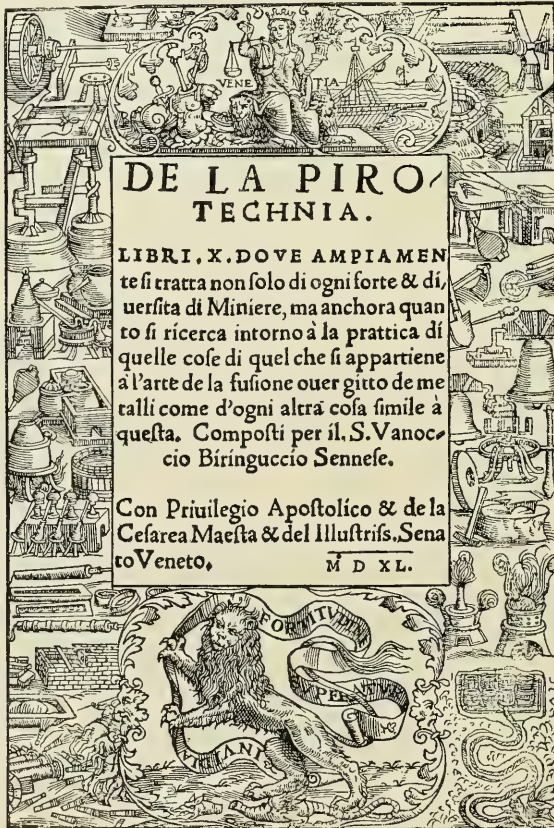 VENE TIA
DE LA PIRO/
TECHNIA.
LIBRI. X. DOVE AMPIAMEN
te ſi tratta non ſolo di ogni ſorte & di,
uerſita di Miniere, ma anchora quan
to ſi ricerca intorno à la prattica di
quelle coſe di quel che ſi appartiene
à l'arte de la fuſione ouer gitto de me
talli come d'ogni altra coſa ſimile à
queſta. Compoſti per il. S. Vanoc-
cio Biringuccio Senneſe.
Con Priuilegio Apoſtolico & de la
Ceſarea Maeſta & del Illuſtriſs. Sena
to Veneto.
M D XL.
FORTITUDINE